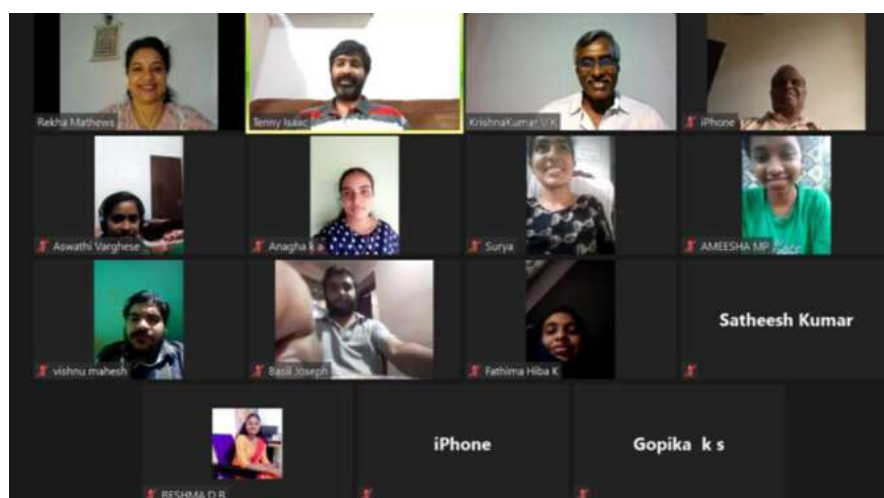 Rekha Mathews
Tenny Isaac
KrishnaKumar V K
iPhone
Aswathi Varghese
Anagha k a
Surya
AMEESHA MP
vishnu mahesh
Basil Joseph
Fathima Hiba K
Satheesh Kumar
RESHMA D B
iPhone
Gopika k s